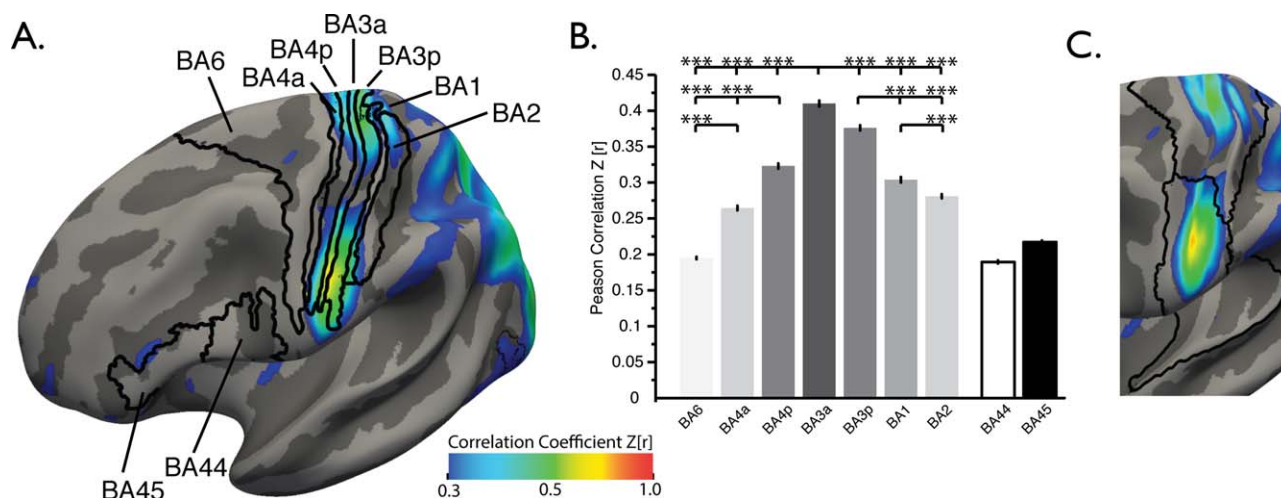 A.
BA3a
BA4p
BA3p
BA6
BA4a
BA1
BA2
BA44
BA45
Correlation Coefficient Z[r]
0.3 0.5 1.0
B.
*** *** *** *** *** ***
*** *** *** ***
*** ***
Peason Correlation Z [r]
0.45
0.4
0.35
0.3
0.25
0.2
0.15
0.1
0.05
0
BA6 BA4a BA4p BA3a BA3p BA1 BA2 BA44 BA45
C.